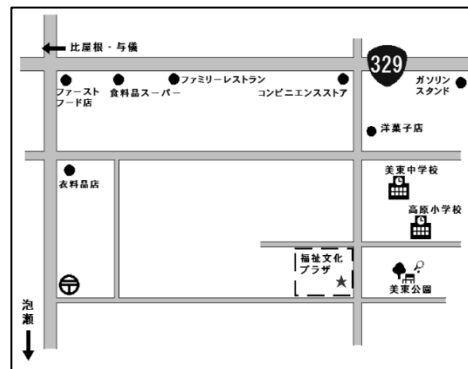 比屋根・与儀
329
ファースト
フード店
食料品スーパー
ファミリーレストラン
コンビニエンスストア
ガソリン
スタンド
洋菓子店
衣料品店
美東中学校
高原小学校
福祉文化
プラザ
美東公園
泡瀬